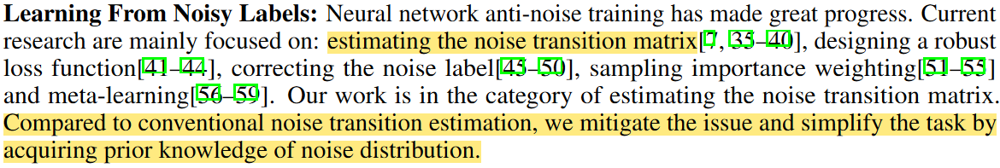 Learning From Noisy Labels: Neural network anti-noise training has made great progress. Current
research are mainly focused on: estimating the noise transition matrix[7, 35–40], designing a robust
loss function[41–44], correcting the noise label[45–50], sampling importance weighting[51–55]
and meta-learning[56–59]. Our work is in the category of estimating the noise transition matrix.
Compared to conventional noise transition estimation, we mitigate the issue and simplify the task by
acquiring prior knowledge of noise distribution.